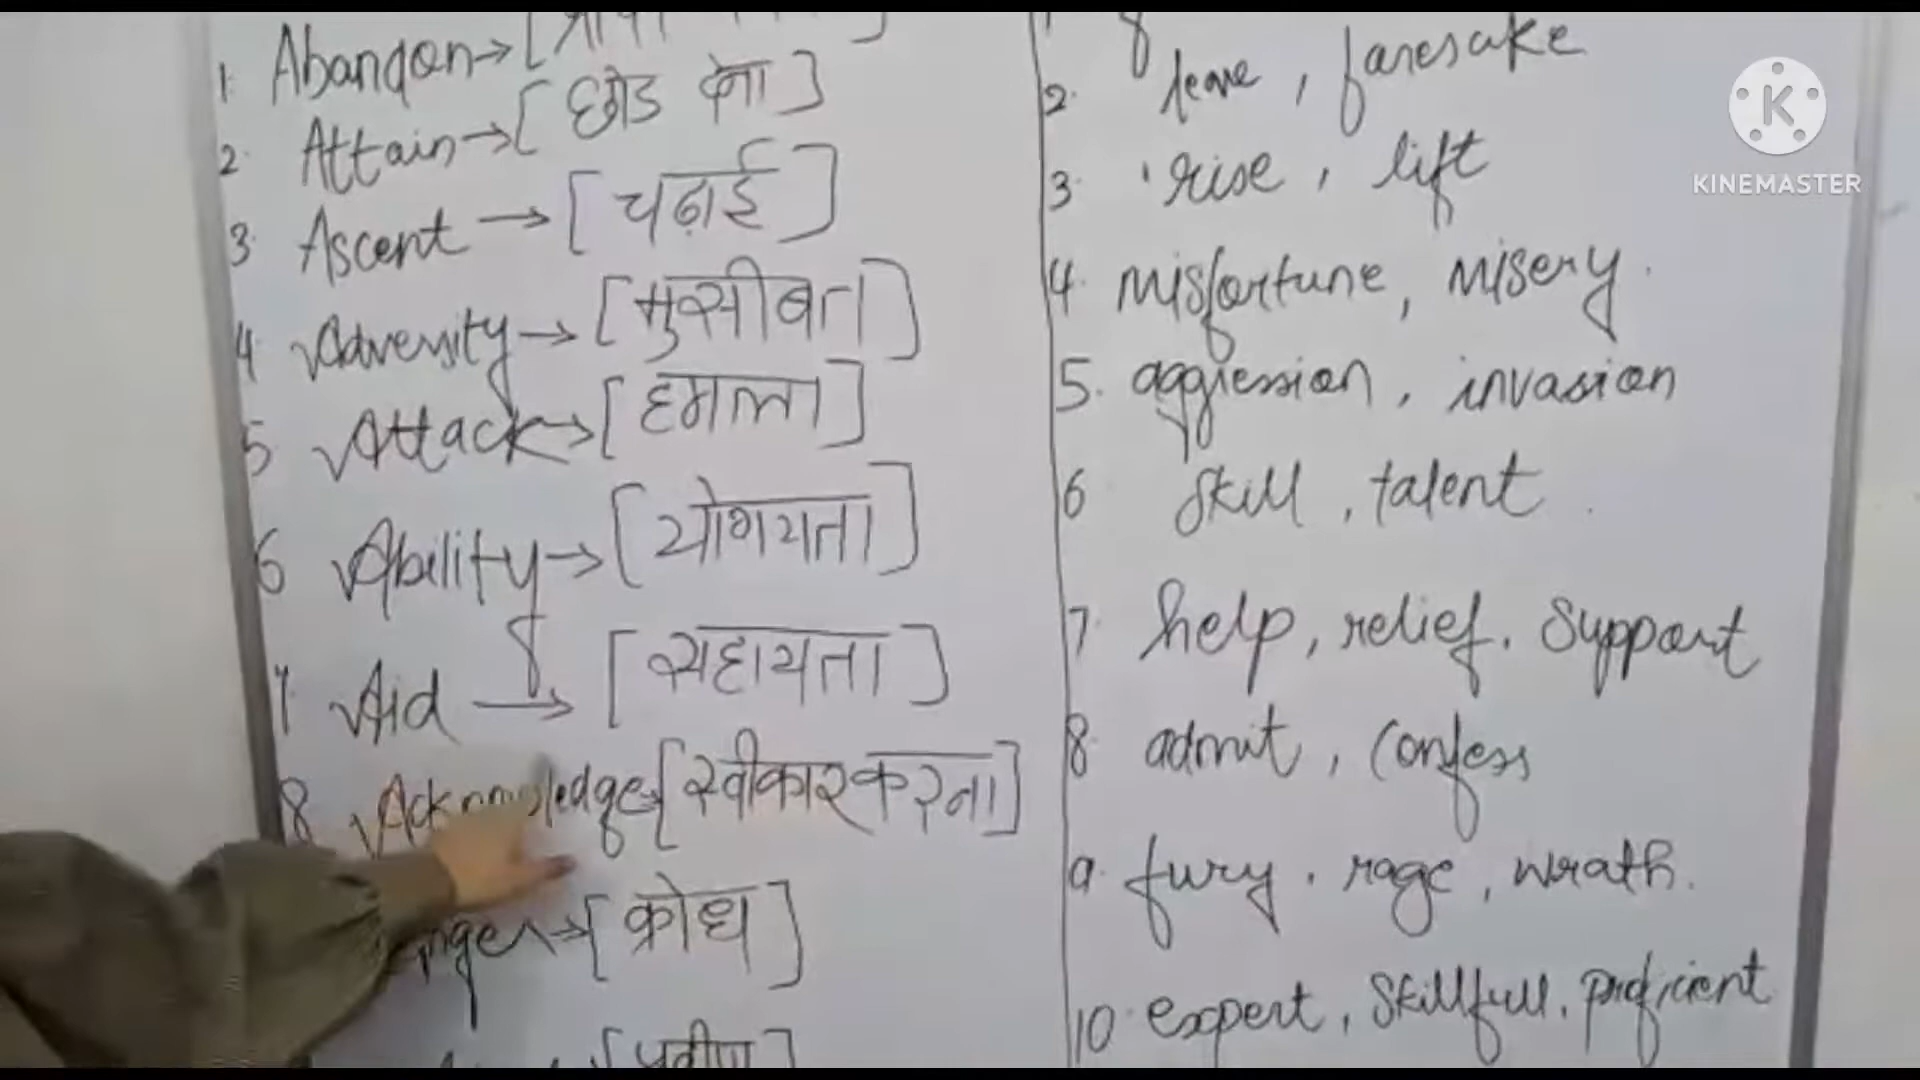 1. Abandon→[
2. Attain→[छोड देना]
3. Ascent→[चढ़ाई]
4 Adversity→[मुसीबत]
5 Attack→[हमला]
6 Ability→[योग्यता]
7 Aid→[सहायता]
8 Acknowledge→[स्वीकार करना]
→[क्रोध]
[प्रवीण]
2. leave, faresake
3. rise, lift
4. misfortune, misery.
5. aggression, invasion
6 skill, talent.
7. help, relief. Support
8. admit, Confess
9. fury. rage, wrath.
10. expert, Skillfull. proficient
KINEMASTER